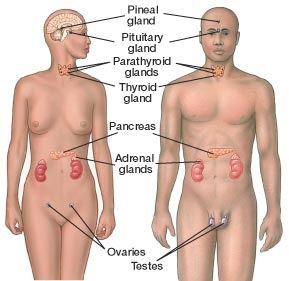 Pineal
gland
Pituitary
gland
Parathyroid
glands
Thyroid
gland
Pancreas
Adrenal
glands
Ovaries
Testes